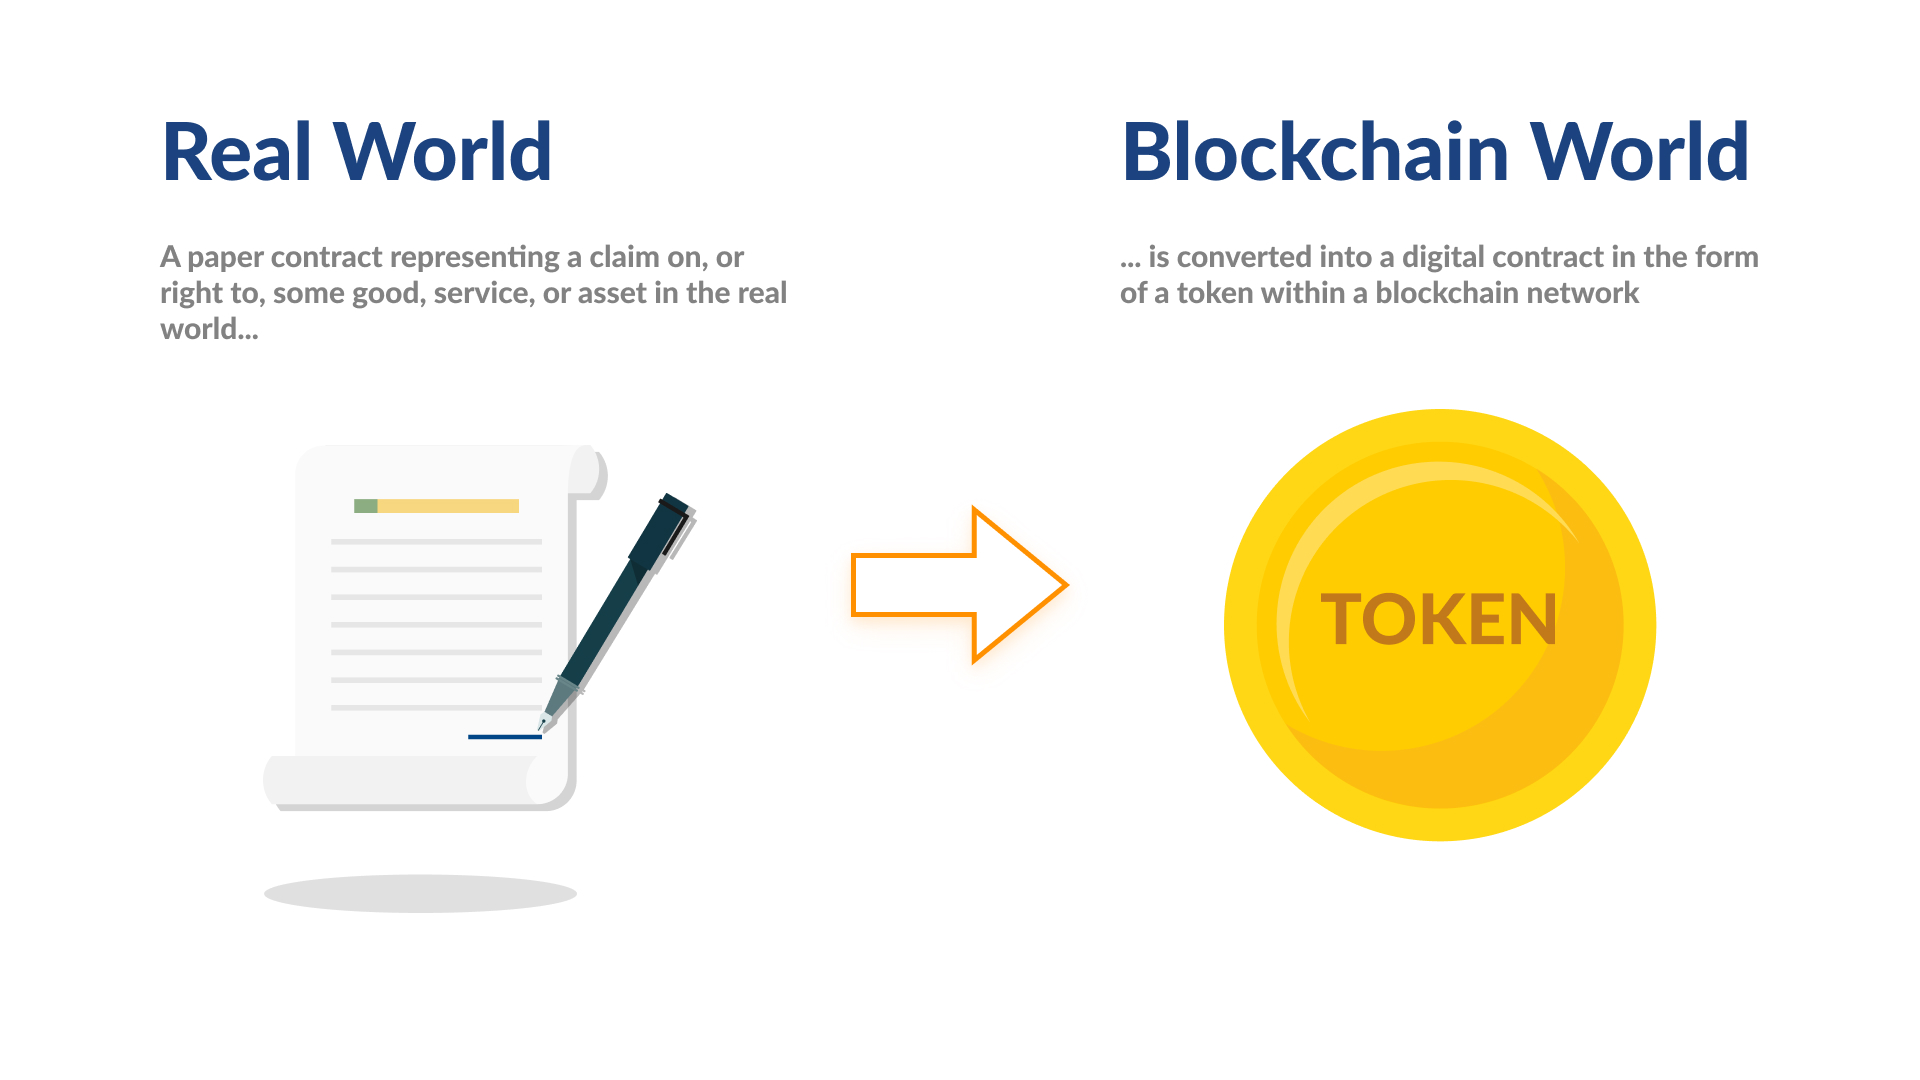 Real World
A paper contract representing a claim on, or
right to, some good, service, or asset in the real
world...
Blockchain World
... is converted into a digital contract in the form
of a token within a blockchain network
TOKEN